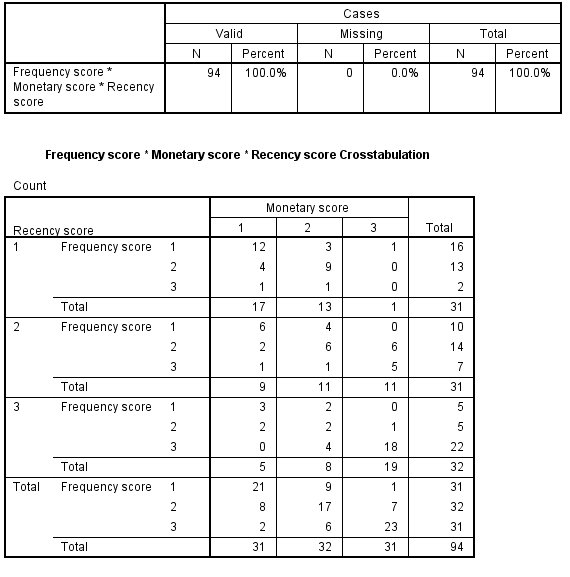 Cases
Valid Missing Total
N Percent N Percent N Percent
Frequency score * 94 100.0% 0 0.0% 94 100.0%
Monetary score * Recency
score
Frequency score * Monetary score * Recency score Crosstabulation
Count
Monetary score
Recency score 1 2 3 Total
1 Frequency score 1 12 3 1 16
2 4 9 0 13
3 1 1 0 2
Total 17 13 1 31
2 Frequency score 1 6 4 0 10
2 2 6 6 14
3 1 1 5 7
Total 9 11 11 31
3 Frequency score 1 3 2 0 5
2 2 2 1 5
3 0 4 18 22
Total 5 8 19 32
Total Frequency score 1 21 9 1 31
2 8 17 7 32
3 2 6 23 31
Total 31 32 31 94